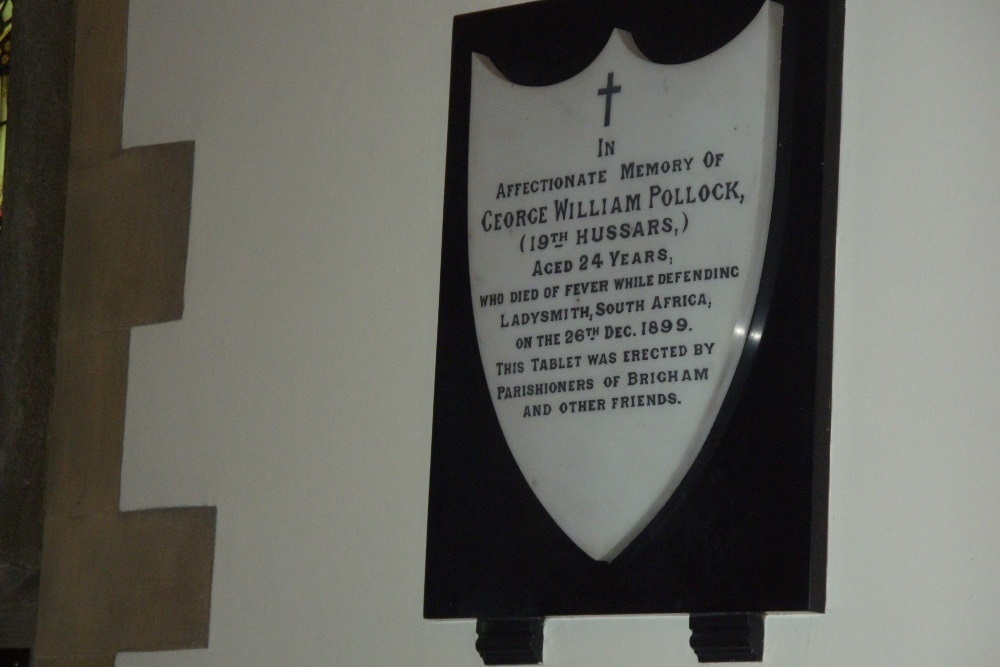 IN
AFFECTIONATE MEMORY OF
GEORGE WILLIAM POLLOCK,
(19TH HUSSARS,)
AGED 24 YEARS,
WHO DIED OF FEVER WHILE DEFENDING
LADYSMITH, SOUTH AFRICA,
ON THE 26TH DEC. 1899.
THIS TABLET WAS ERECTED BY
PARISHIONERS OF BRIGHAM
AND OTHER FRIENDS.